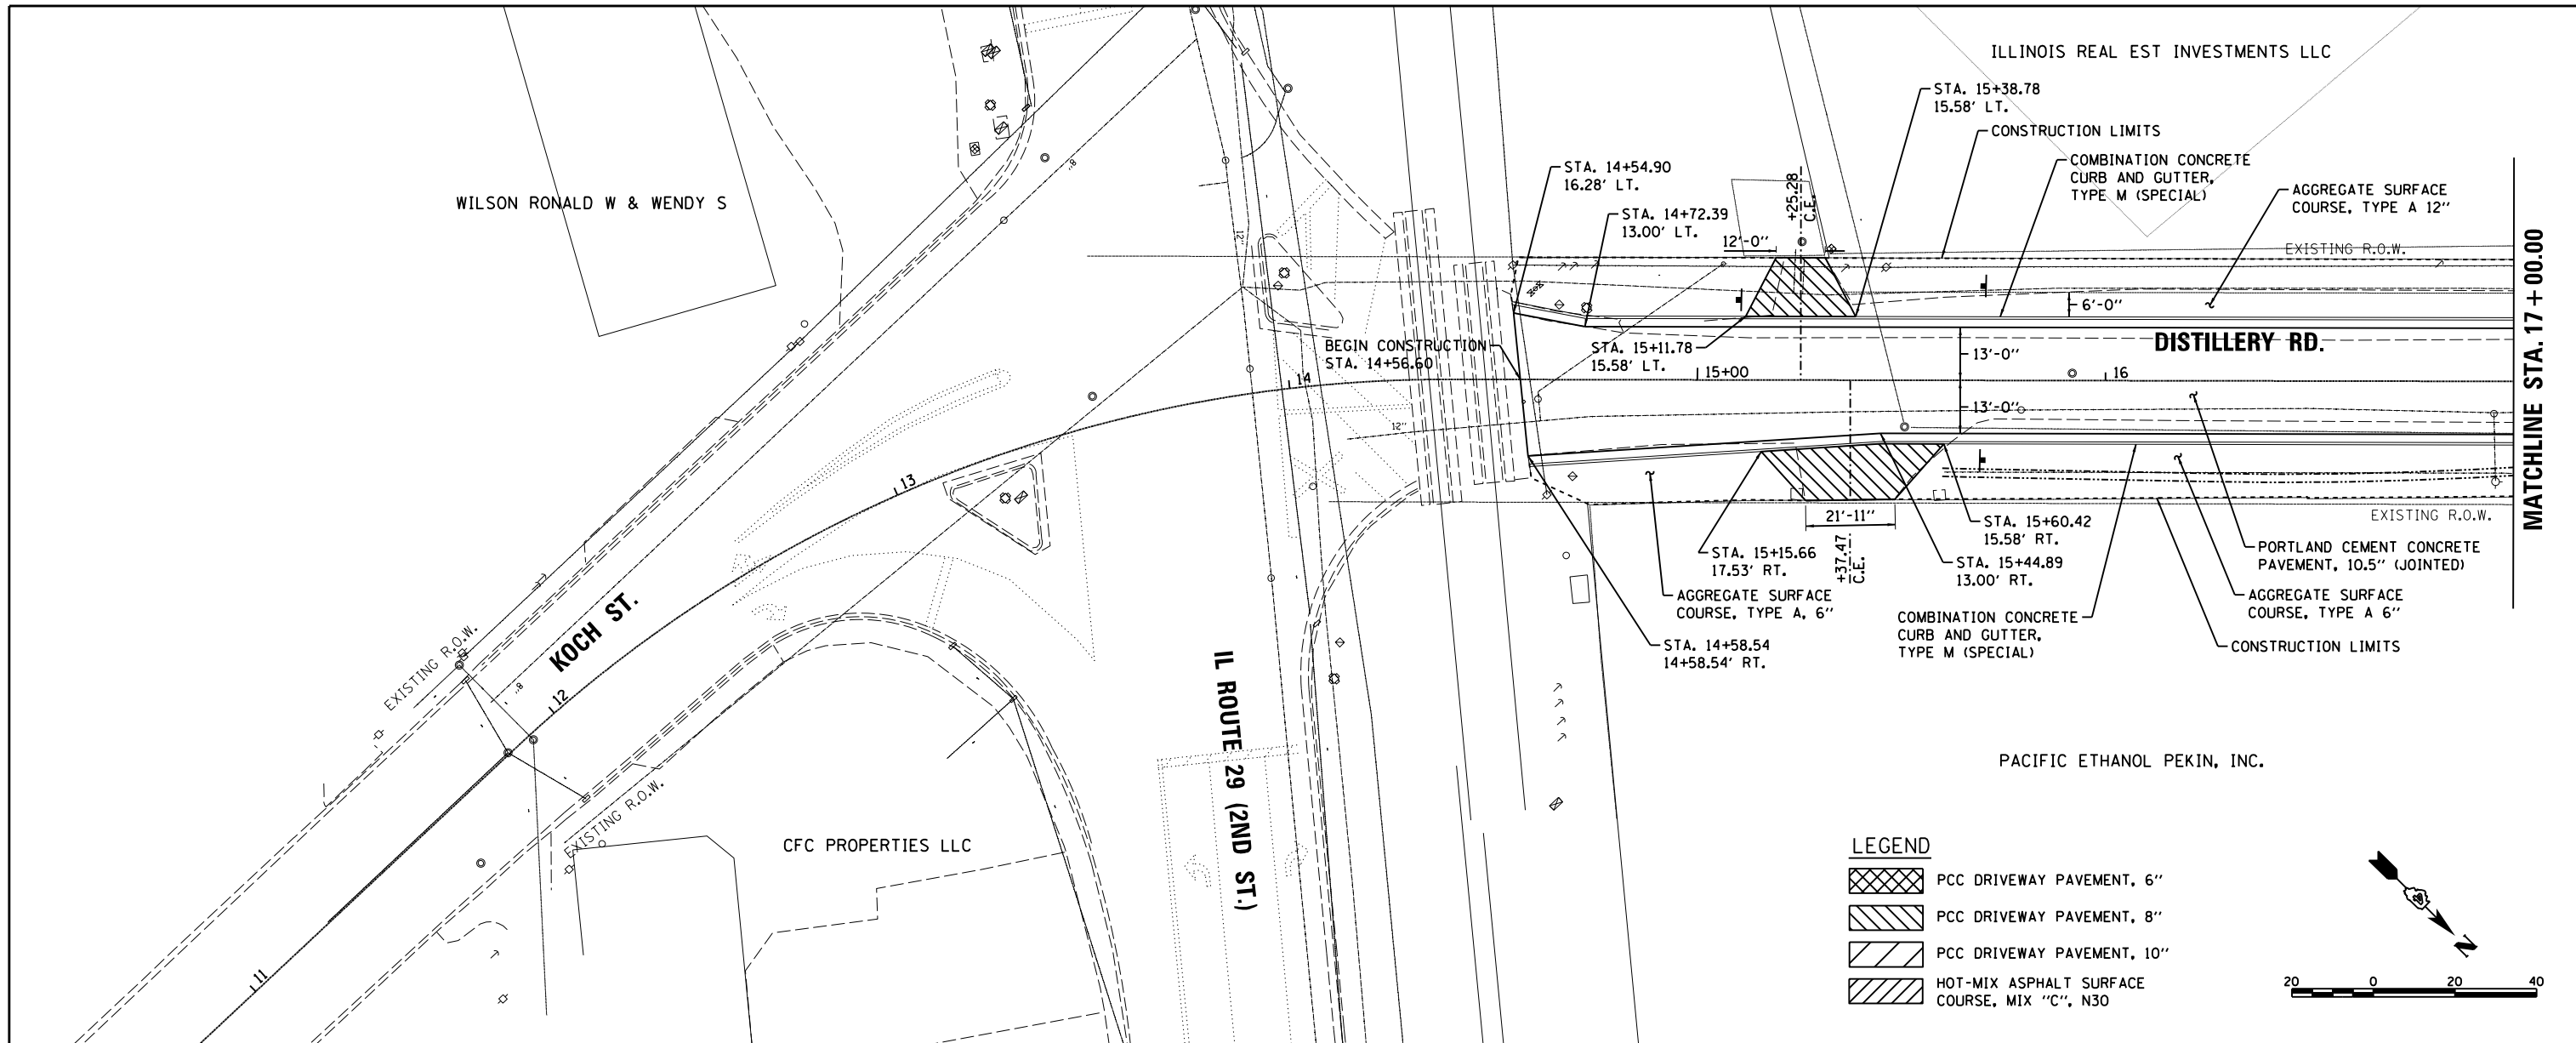 ILLINOIS REAL EST INVESTMENTS LLC
STA. 15+38.78
15.58' LT.
CONSTRUCTION LIMITS
COMBINATION CONCRETE
CURB AND GUTTER,
TYPE M (SPECIAL)
AGGREGATE SURFACE
COURSE, TYPE A 12"
STA. 14+54.90
16.28' LT.
STA. 14+72.39
13.00' LT.
+25.28
C.E.
12'-0"
WILSON RONALD W & WENDY S
8"
12"
EXISTING R.O.W.
6'-0"
BEGIN CONSTRUCTION
STA. 14+56.60
STA. 15+11.78
15.58' LT.
DISTILLERY RD.
13'-0"
MATCHLINE STA. 17+00.00
14
15+00
16
13'-0"
12"
13
21'-11"
EXISTING R.O.W.
STA. 15+60.42
15.58' RT.
STA. 15+15.66
17.53' RT.
+37.47
C.E.
STA. 15+44.89
13.00' RT.
PORTLAND CEMENT CONCRETE
PAVEMENT, 10.5" (JOINTED)
AGGREGATE SURFACE
COURSE, TYPE A, 6"
AGGREGATE SURFACE
COURSE, TYPE A 6"
COMBINATION CONCRETE
CURB AND GUTTER,
TYPE M (SPECIAL)
CONSTRUCTION LIMITS
STA. 14+58.54
14+58.54' RT.
KOCH ST.
EXISTING R.O.W.
8"
12
IL ROUTE 29 (2ND ST.)
PACIFIC ETHANOL PEKIN, INC.
EXISTING R.O.W.
CFC PROPERTIES LLC
11
LEGEND
PCC DRIVEWAY PAVEMENT, 6"
PCC DRIVEWAY PAVEMENT, 8"
PCC DRIVEWAY PAVEMENT, 10"
HOT-MIX ASPHALT SURFACE
COURSE, MIX "C", N30
N
20 0 20 40